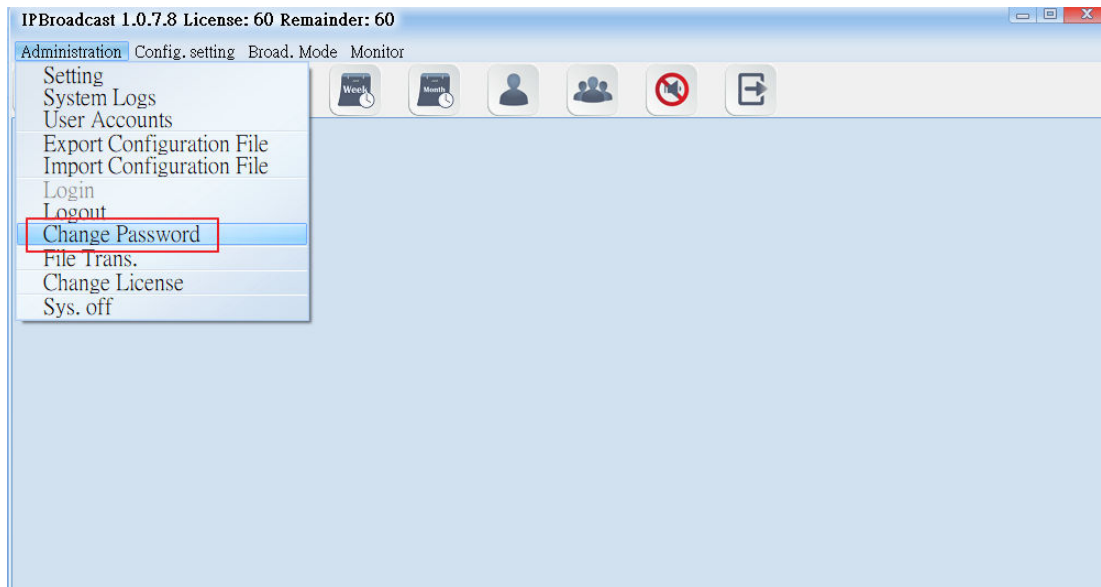 IPBroadcast 1.0.7.8 License: 60 Remainder: 60
Administration Config. setting Broad. Mode Monitor
Setting
System Logs
User Accounts
Export Configuration File
Import Configuration File
Login
Logout
Change Password
File Trans.
Change License
Sys. off
Week
Month